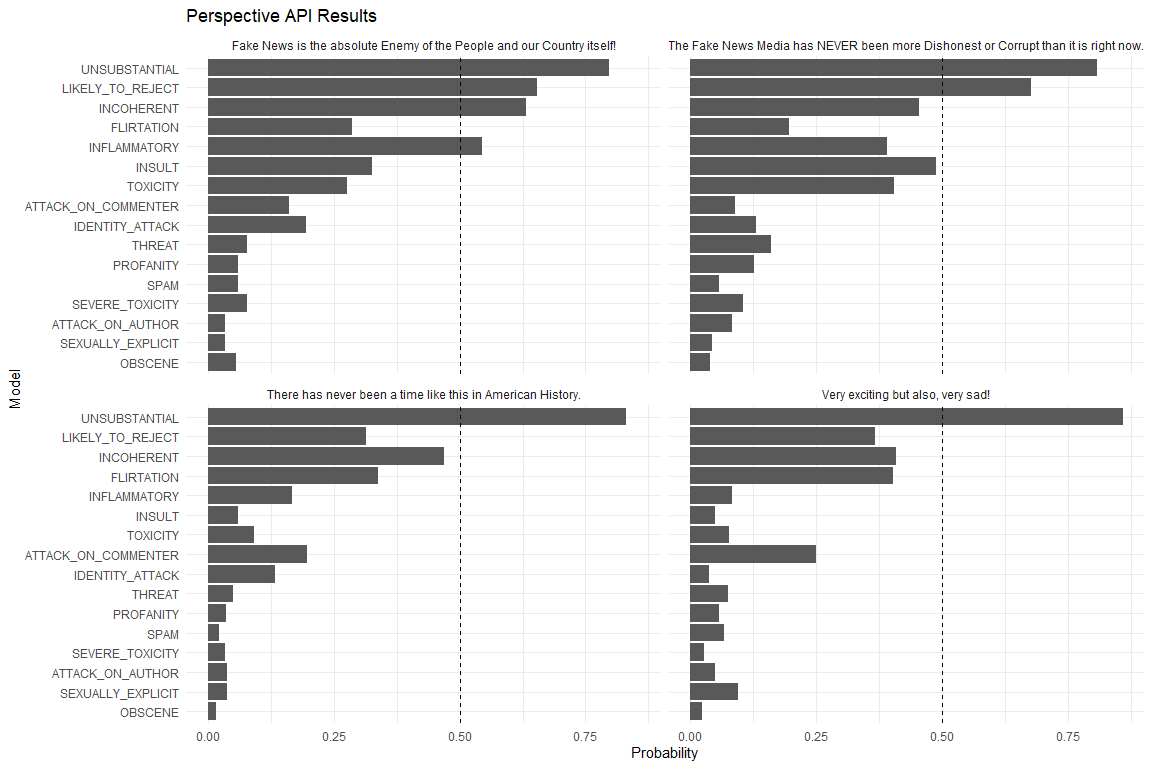 Perspective API Results
Fake News is the absolute Enemy of the People and our Country itself!
The Fake News Media has NEVER been more Dishonest or Corrupt than it is right now.
UNSUBSTANTIAL
LIKELY_TO_REJECT
INCOHERENT
FLIRTATION
INFLAMMATORY
INSULT
TOXICITY
ATTACK_ON_COMMENTER
IDENTITY_ATTACK
THREAT
PROFANITY
SPAM
SEVERE_TOXICITY
ATTACK_ON_AUTHOR
SEXUALLY_EXPLICIT
OBSCENE
Model
There has never been a time like this in American History.
Very exciting but also, very sad!
UNSUBSTANTIAL
LIKELY_TO_REJECT
INCOHERENT
FLIRTATION
INFLAMMATORY
INSULT
TOXICITY
ATTACK_ON_COMMENTER
IDENTITY_ATTACK
THREAT
PROFANITY
SPAM
SEVERE_TOXICITY
ATTACK_ON_AUTHOR
SEXUALLY_EXPLICIT
OBSCENE
0.00 0.25 0.50 0.75 0.00 0.25 0.50 0.75
Probability